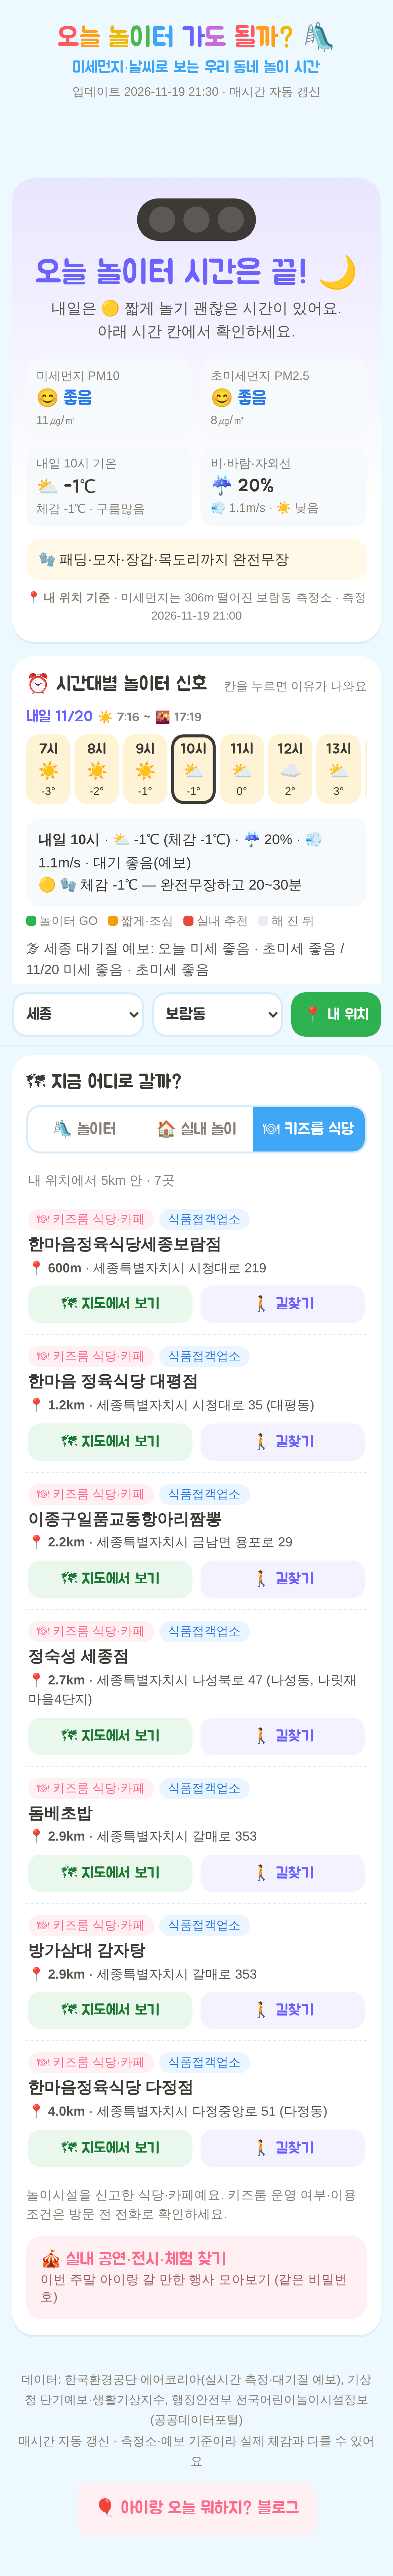 오늘 놀이터 가도 될까? 🛝
미세먼지·날씨로 보는 우리 동네 놀이 시간
업데이트 2026-11-19 21:30 · 매시간 자동 갱신
오늘 놀이터 시간은 끝! 🌙
내일은 🟡 짧게 놀기 괜찮은 시간이 있어요.
아래 시간 칸에서 확인하세요.
미세먼지 PM10
😊 좋음
11㎍/㎥
초미세먼지 PM2.5
😊 좋음
8㎍/㎥
내일 10시 기온
⛅ -1℃
체감 -1℃ · 구름많음
비·바람·자외선
☔ 20%
💨 1.1m/s · ☀️ 낮음
🧤 패딩·모자·장갑·목도리까지 완전무장
📍 내 위치 기준 · 미세먼지는 306m 떨어진 보람동 측정소 · 측정
2026-11-19 21:00
⏰ 시간대별 놀이터 신호 칸을 누르면 이유가 나와요
내일 11/20 ☀️ 7:16 ~ 🌇 17:19
7시 8시 9시 10시 11시 12시 13시
-3° -2° -1° -1° 0° 2° 3°
내일 10시 · ⛅ -1℃ (체감 -1℃) · ☔ 20% · 💨
1.1m/s · 대기 좋음(예보)
🟡 🧤 체감 -1℃ — 완전무장하고 20~30분
놀이터 GO 짧게·조심 실내 추천 해 진 뒤
🌫 세종 대기질 예보: 오늘 미세 좋음 · 초미세 좋음 /
11/20 미세 좋음 · 초미세 좋음
세종 보람동 📍 내 위치
🗺 지금 어디로 갈까?
🛝 놀이터 🏠 실내 놀이 🍽 키즈룸 식당
내 위치에서 5km 안 · 7곳
🍽 키즈룸 식당·카페 식품접객업소
한마음정육식당세종보람점
📍 600m · 세종특별자치시 시청대로 219
🗺 지도에서 보기 🚶 길찾기
🍽 키즈룸 식당·카페 식품접객업소
한마음 정육식당 대평점
📍 1.2km · 세종특별자치시 시청대로 35 (대평동)
🗺 지도에서 보기 🚶 길찾기
🍽 키즈룸 식당·카페 식품접객업소
이종구일품교동항아리짬뽕
📍 2.2km · 세종특별자치시 금남면 용포로 29
🗺 지도에서 보기 🚶 길찾기
🍽 키즈룸 식당·카페 식품접객업소
정숙성 세종점
📍 2.7km · 세종특별자치시 나성북로 47 (나성동, 나릿재
마을4단지)
🗺 지도에서 보기 🚶 길찾기
🍽 키즈룸 식당·카페 식품접객업소
돔베초밥
📍 2.9km · 세종특별자치시 갈매로 353
🗺 지도에서 보기 🚶 길찾기
🍽 키즈룸 식당·카페 식품접객업소
방가삼대 감자탕
📍 2.9km · 세종특별자치시 갈매로 353
🗺 지도에서 보기 🚶 길찾기
🍽 키즈룸 식당·카페 식품접객업소
한마음정육식당 다정점
📍 4.0km · 세종특별자치시 다정중앙로 51 (다정동)
🗺 지도에서 보기 🚶 길찾기
놀이시설을 신고한 식당·카페예요. 키즈룸 운영 여부·이용
조건은 방문 전 전화로 확인하세요.
🎪 실내 공연·전시·체험 찾기
이번 주말 아이랑 갈 만한 행사 모아보기 (같은 비밀번
호)
데이터: 한국환경공단 에어코리아(실시간 측정·대기질 예보), 기상
청 단기예보·생활기상지수, 행정안전부 전국어린이놀이시설정보
(공공데이터포털)
매시간 자동 갱신 · 측정소·예보 기준이라 실제 체감과 다를 수 있어
요
🎈 아이랑 오늘 뭐하지? 블로그